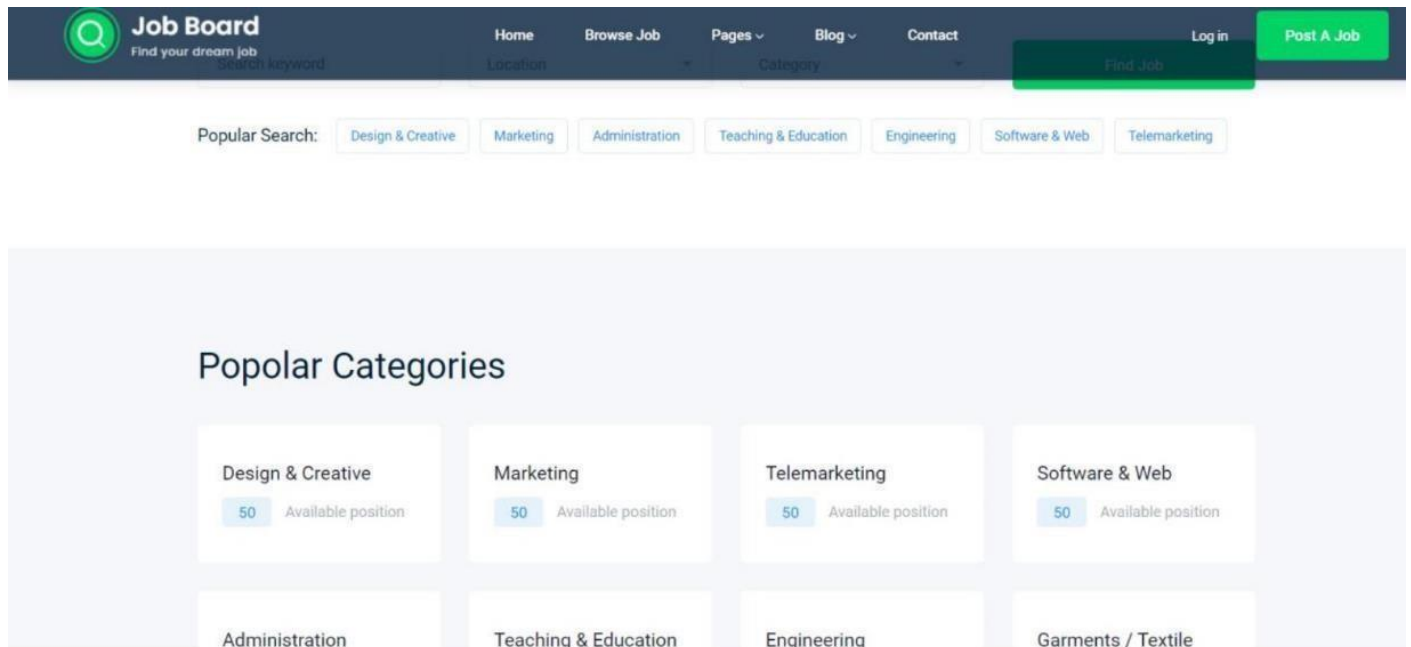 Job Board
Find your dream job
Home Browse Job Pages Blog Contact Log in Post A Job
Search keyword Location Category Find Job
Popular Search: Design & Creative Marketing Administration Teaching & Education Engineering Software & Web Telemarketing
Popolar Categories
Design & Creative Marketing Telemarketing Software & Web
50 Available position 50 Available position 50 Available position 50 Available position
Administration Teaching & Education Engineering Garments / Textile